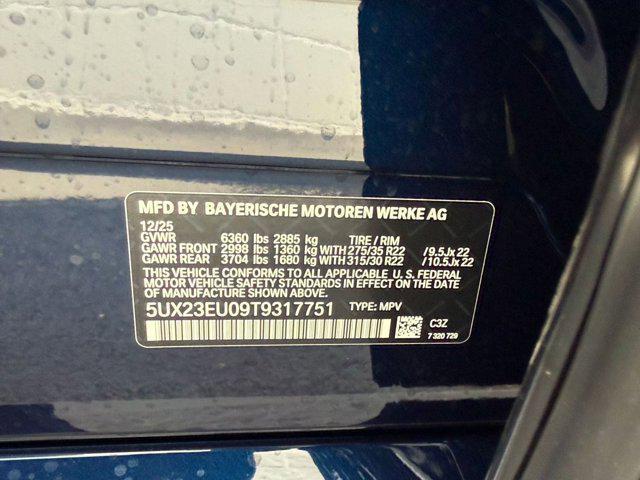 MFD BY BAYERISCHE MOTOREN WERKE AG
12/25
GVWR 6360 lbs 2885 kg TIRE / RIM
GAWR FRONT 2998 lbs 1360 kg WITH 275/35 R22 / 9.5Jx 22
GAWR REAR 3704 lbs 1680 kg WITH 315/30 R22 / 10.5Jx 22
THIS VEHICLE CONFORMS TO ALL APPLICABLE U. S. FEDERAL
MOTOR VEHICLE SAFETY STANDARDS IN EFFECT ON THE
DATE OF MANUFACTURE SHOWN ABOVE.
5UX23EU09T9317751 TYPE: MPV
C3Z
7 320 729